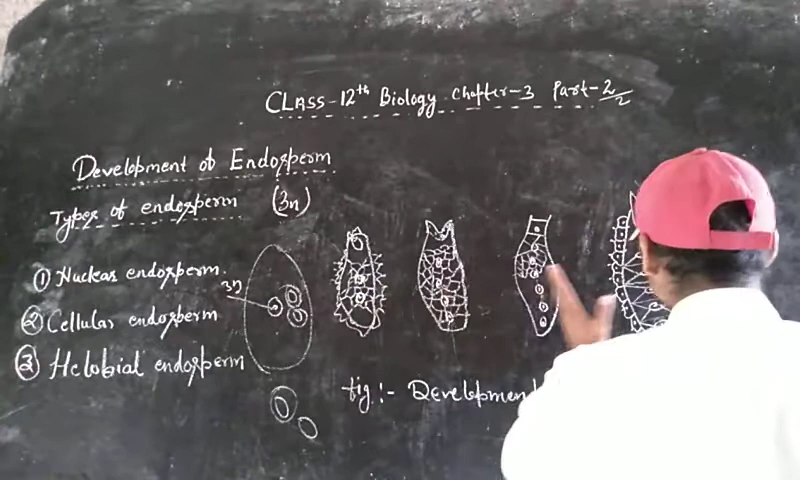 CLASS-12th Biology Chapter-3 Part-2/2
Development of Endosperm
Types of endosperm (3n)
① Nuclear endosperm.
3n
② Cellular endosperm
③ Helobial endosperm
fig:- Development